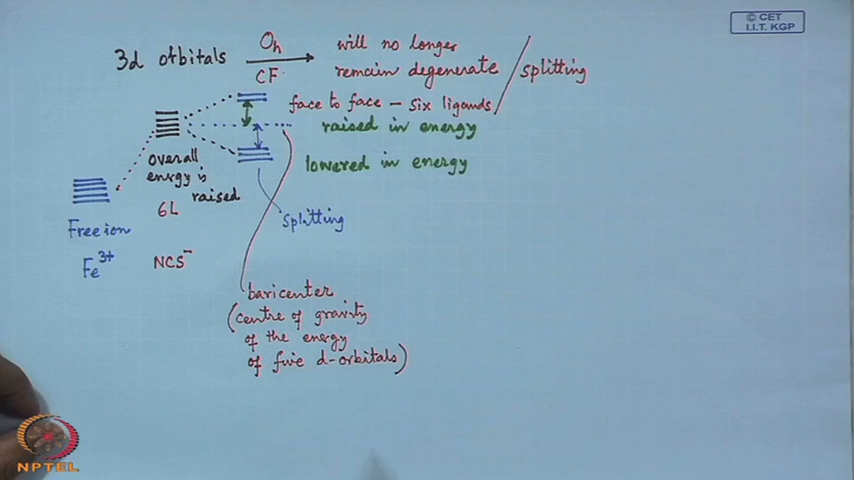 © CET
I.I.T. KGP
3d orbitals
Oh
CF
will no longer
remain degenerate
splitting
face to face – six ligands
raised in energy
lowered in energy
overall
energy is
raised
6L
NCS⁻
Free ion
Fe³⁺
splitting
baricenter
(centre of gravity
of the energy
of five d-orbitals)
NPTEL